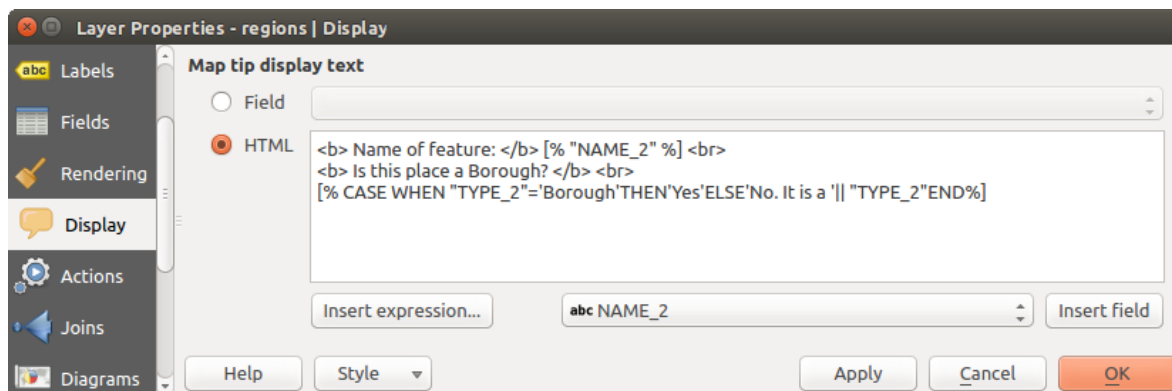 Layer Properties - regions | Display
abc Labels
Fields
Rendering
Display
Actions
Joins
Diagrams
Map tip display text
Field
HTML
<b> Name of feature: </b> [% "NAME_2" %] <br>
<b> Is this place a Borough? </b> <br>
[% CASE WHEN "TYPE_2"='Borough'THEN'Yes'ELSE'No. It is a '|| "TYPE_2"END%]
Insert expression...
abc NAME_2
Insert field
Help
Style
Apply
Cancel
OK